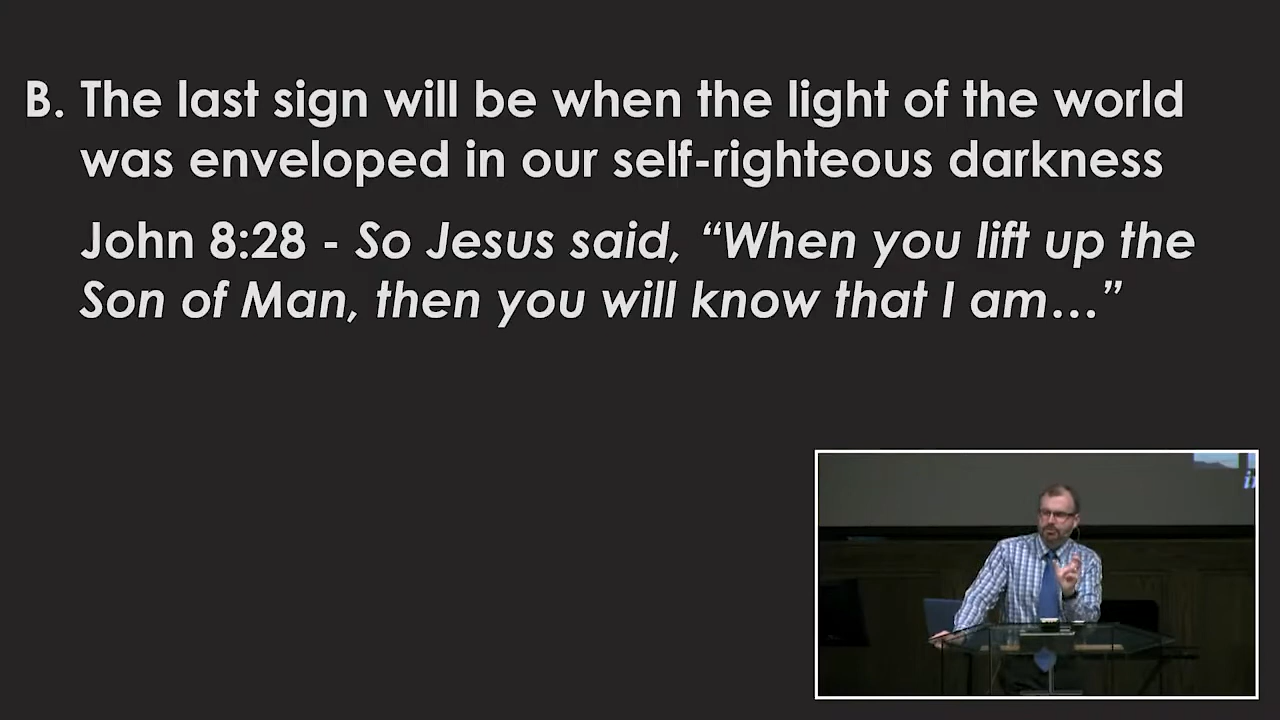 B. The last sign will be when the light of the world
was enveloped in our self-righteous darkness
John 8:28 - So Jesus said, “When you lift up the
Son of Man, then you will know that I am…”